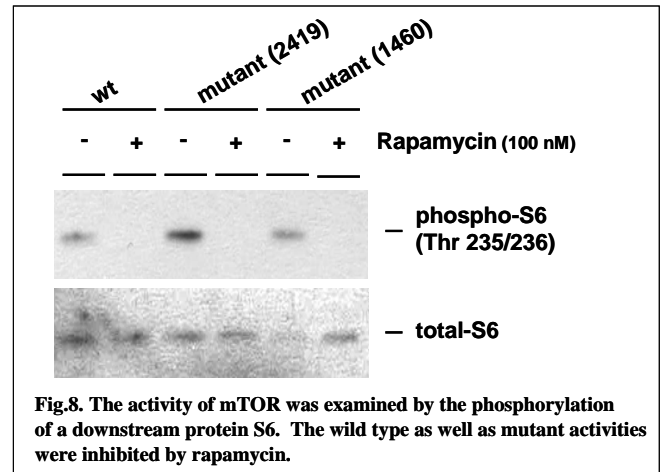 wt mutant (2419) mutant (1460)
- + - + - + Rapamycin (100 nM)
– phospho-S6
(Thr 235/236)
– total-S6
Fig.8. The activity of mTOR was examined by the phosphorylation
of a downstream protein S6. The wild type as well as mutant activities
were inhibited by rapamycin.